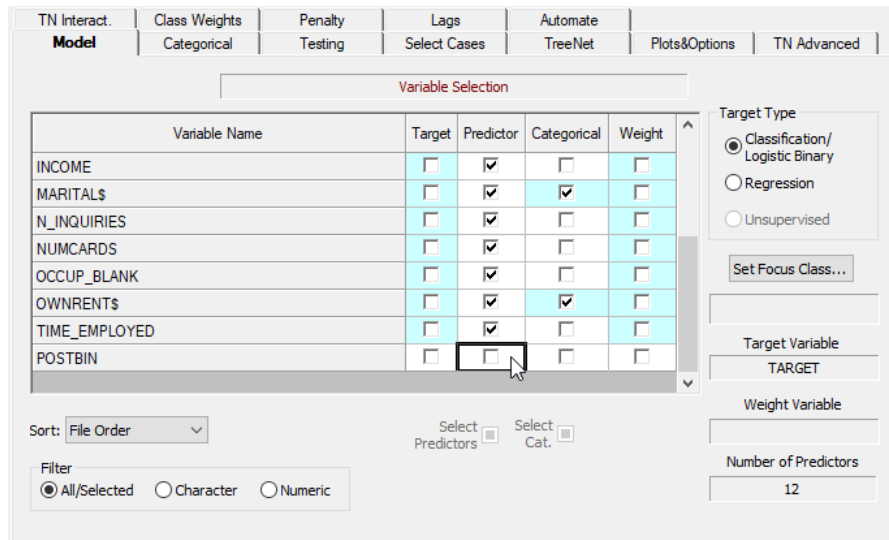 TN Interact. Class Weights Penalty Lags Automate
Model Categorical Testing Select Cases TreeNet Plots&Options TN Advanced
Variable Selection
Variable Name Target Predictor Categorical Weight
INCOME
MARITAL$
N_INQUIRIES
NUMCARDS
OCCUP_BLANK
OWNRENT$
TIME_EMPLOYED
POSTBIN
Sort: File Order
Select Predictors
Select Cat.
Filter
All/Selected Character Numeric
Target Type
Classification/
Logistic Binary
Regression
Unsupervised
Set Focus Class...
Target Variable
TARGET
Weight Variable
Number of Predictors
12